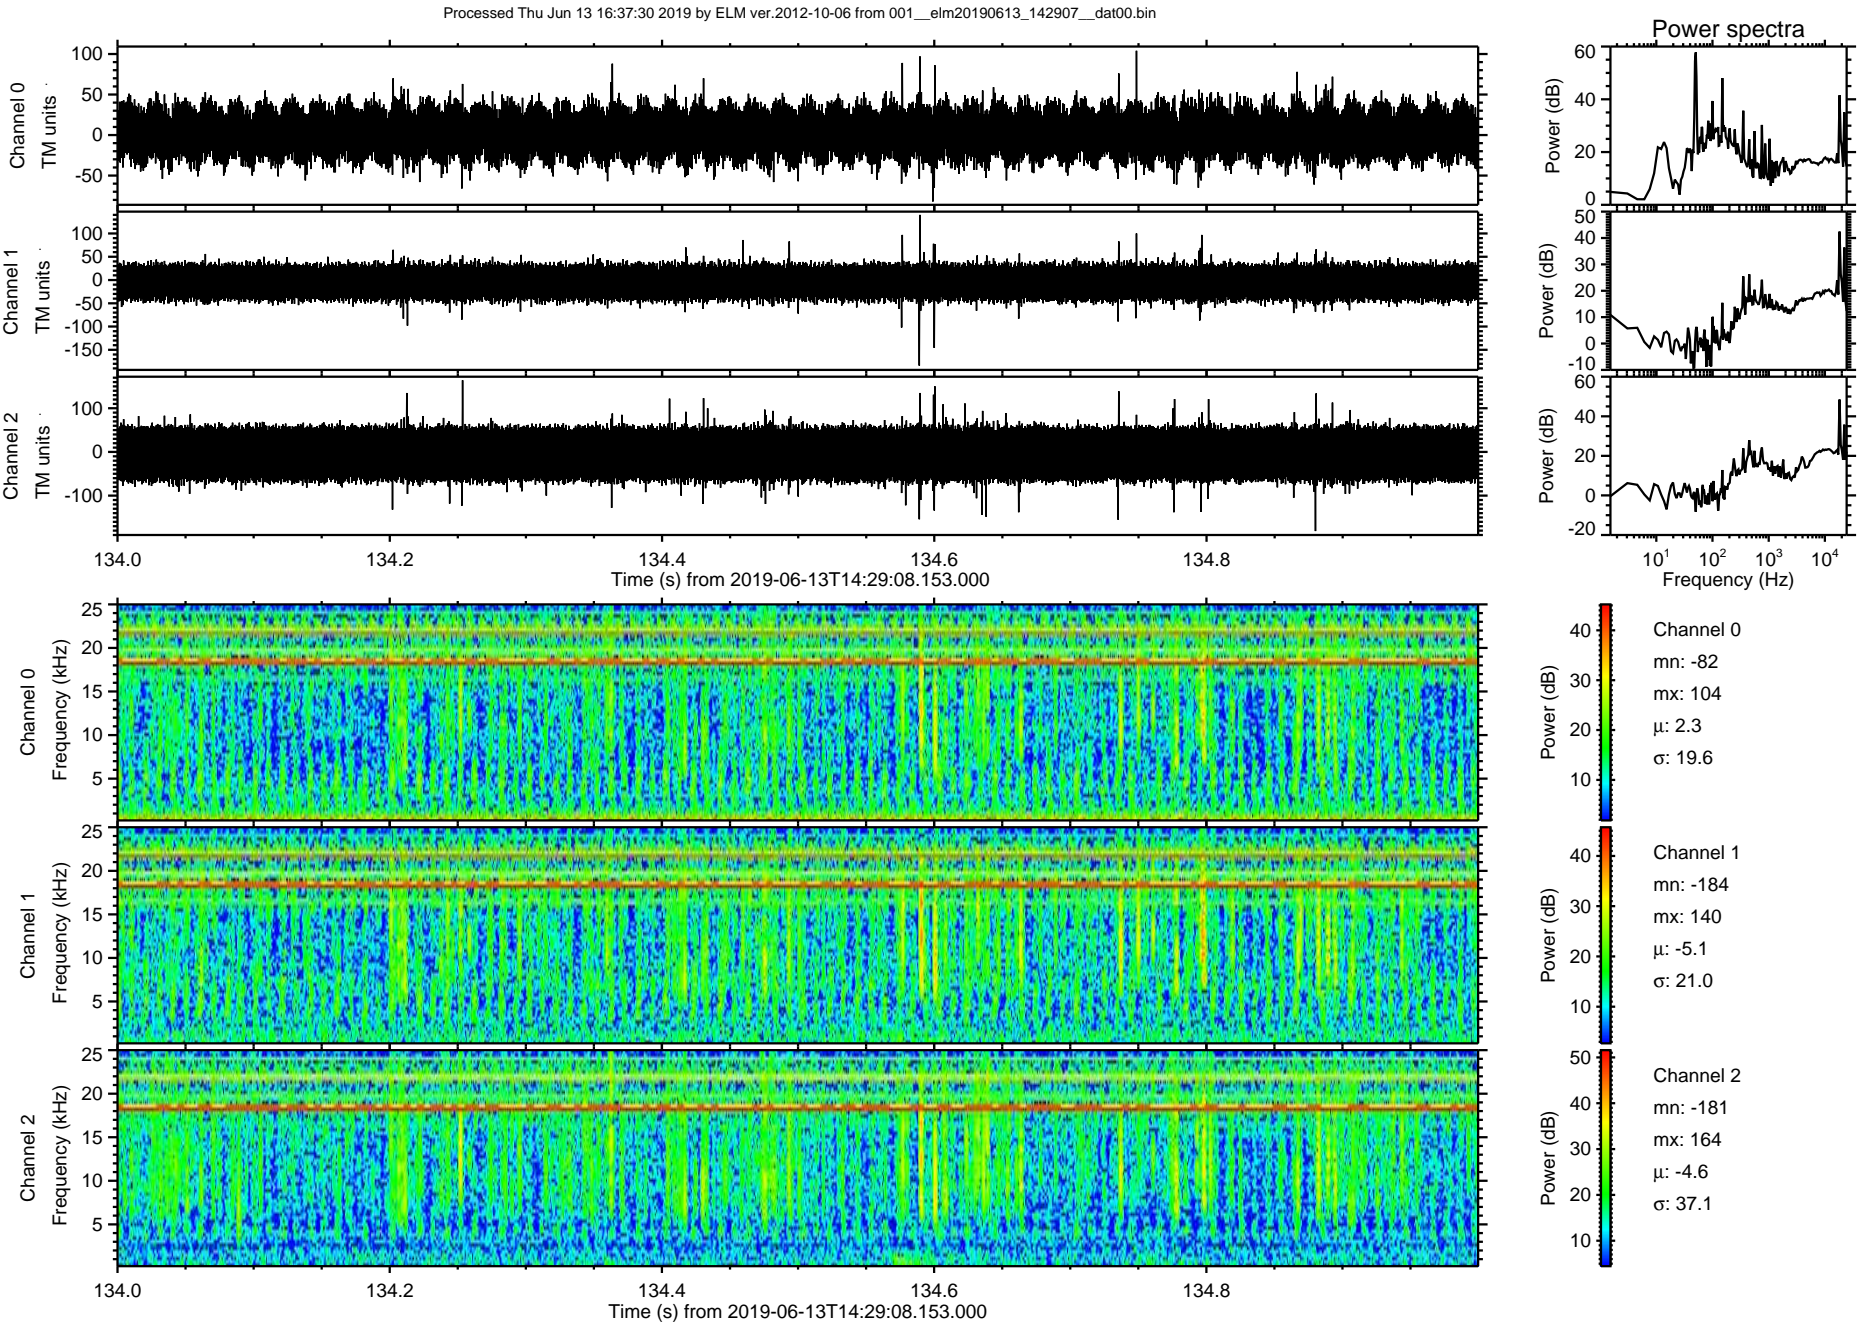 Processed Thu Jun 13 16:37:30 2019 by ELM ver.2012-10-06 from 001__elm20190613_142907__dat00.bin
Power spectra
Channel 0
TM units
100
50
0
-50
Power (dB)
60
40
20
0
Channel 1
TM units
100
50
0
-50
-100
-150
Power (dB)
50
40
30
20
10
0
-10
Channel 2
TM units
100
0
-100
Power (dB)
60
40
20
0
-20
134.0 134.2 134.4 134.6 134.8
Time (s) from 2019-06-13T14:29:08.153.000
10¹ 10² 10³ 10⁴
Frequency (Hz)
Channel 0
Frequency (kHz)
25
20
15
10
5
Power (dB)
40
30
20
10
Channel 0
mn: -82
mx: 104
μ: 2.3
σ: 19.6
Channel 1
Frequency (kHz)
25
20
15
10
5
Power (dB)
40
30
20
10
Channel 1
mn: -184
mx: 140
μ: -5.1
σ: 21.0
Channel 2
Frequency (kHz)
25
20
15
10
5
Power (dB)
50
40
30
20
10
Channel 2
mn: -181
mx: 164
μ: -4.6
σ: 37.1
134.0 134.2 134.4 134.6 134.8
Time (s) from 2019-06-13T14:29:08.153.000